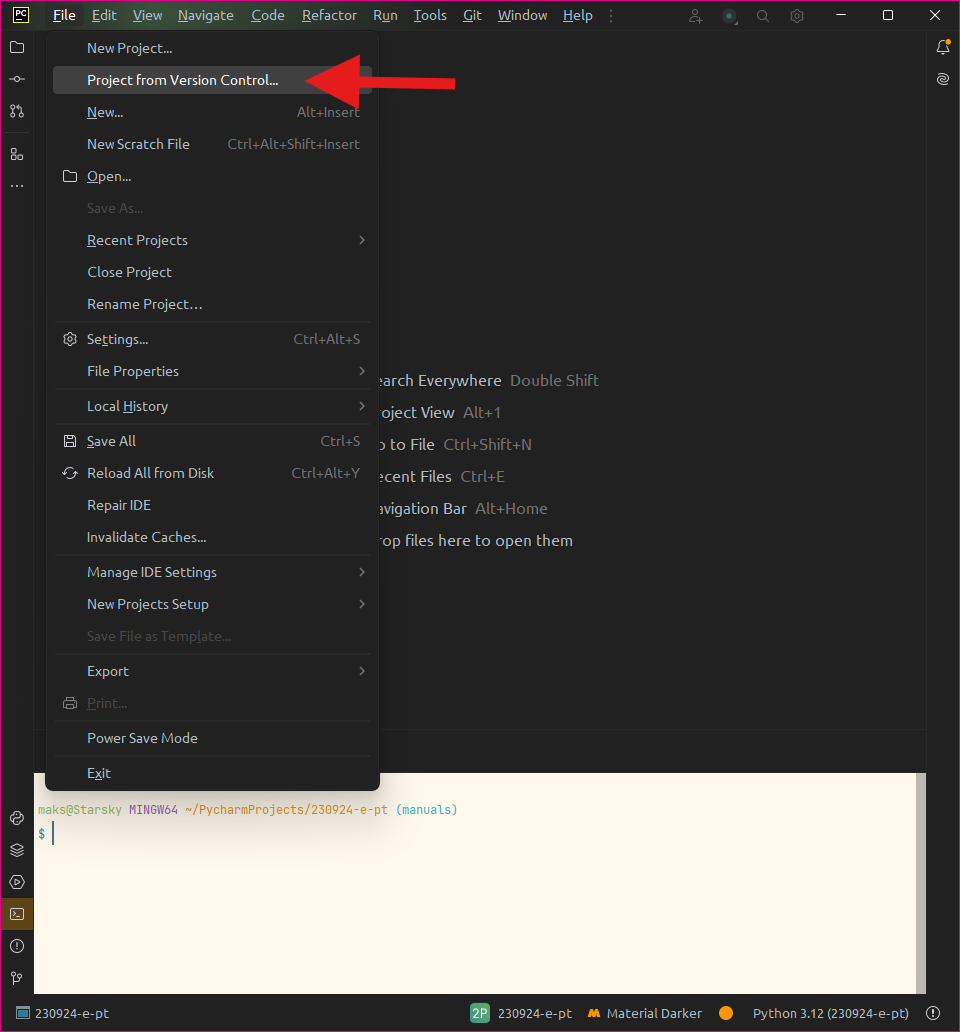 PC File Edit View Navigate Code Refactor Run Tools Git Window Help
New Project...
Project from Version Control...
New... Alt+Insert
New Scratch File Ctrl+Alt+Shift+Insert
Open...
Save As...
Recent Projects
Close Project
Rename Project...
Settings... Ctrl+Alt+S
File Properties
Local History
Save All Ctrl+S
Reload All from Disk Ctrl+Alt+Y
Repair IDE
Invalidate Caches...
Manage IDE Settings
New Projects Setup
Save File as Template...
Export
Print...
Power Save Mode
Exit
earch Everywhere Double Shift
roject View Alt+1
o to File Ctrl+Shift+N
ecent Files Ctrl+E
avigation Bar Alt+Home
rop files here to open them
maks@Starsky MINGW64 ~/PycharmProjects/230924-e-pt (manuals)
$
230924-e-pt 2P 230924-e-pt Material Darker Python 3.12 (230924-e-pt)